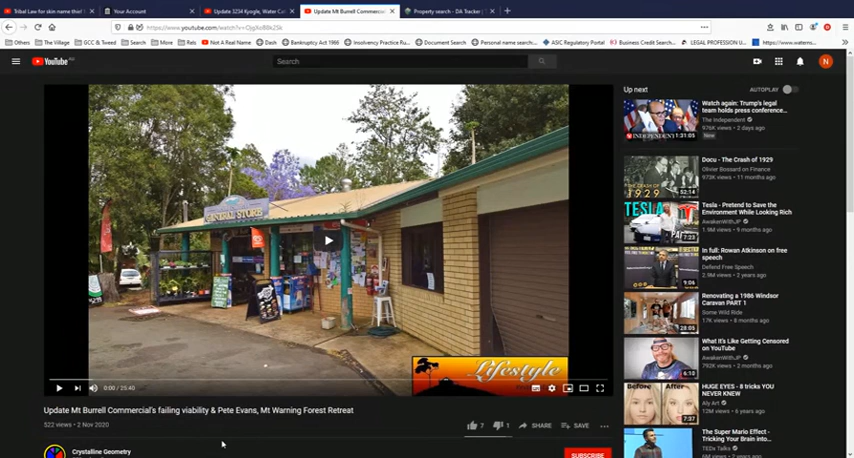 Tribal Law for skin name thief
Your Account
Update 3234 Kyogle, Water Ca
Update Mt Burrell Commercial
Property search - DA Tracker |
Others
The Village
GCC & Tweed
Search
More
Rats
Not A Real Name
Dash
Bankruptcy Act 1966
Insolvency Practice Ru...
Document Search
Personal name search:...
ASIC Regulatory Portal
Business Credit Search...
LEGAL PROFESSION U...
https://www.waterns...
YouTube AU
Search
N
GENERAL STORE
Lifestyle
0:00 / 25:40
Update Mt Burrell Commercial's failing viability & Pete Evans, Mt Warning Forest Retreat
522 views • 2 Nov 2020
7
1
SHARE
SAVE
Crystalline Geometry
SUBSCRIBE
Up next
AUTOPLAY
Watch again: Trump's legal
team holds press conference...
The Independent
976K views • 2 days ago
New
INDEPENDENT
1:31:05
Docu - The Crash of 1929
Olivier Bossard on Finance
973K views • 11 months ago
1929
52:14
Tesla - Pretend to Save the
Environment While Looking Rich
AwakenWithJP
1.9M views • 9 months ago
TESLA
7:23
In full: Rowan Atkinson on free
speech
Defend Free Speech
2.9M views • 2 years ago
9:06
Renovating a 1986 Windsor
Caravan PART 1
Some Wild Ride
17K views • 8 months ago
28:05
What It's Like Getting Censored
on YouTube
AwakenWithJP
792K views • 2 months ago
6:10
HUGE EYES - 8 tricks YOU
NEVER KNEW
Aly Art
12M views • 6 years ago
Before
After
7:37
The Super Mario Effect -
Tricking Your Brain into...
TEDx Talks